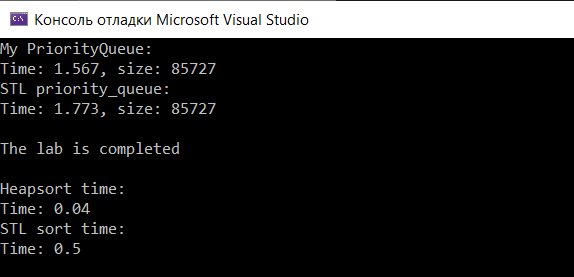 Консоль отладки Microsoft Visual Studio
My PriorityQueue:
Time: 1.567, size: 85727
STL priority_queue:
Time: 1.773, size: 85727
The lab is completed
Heapsort time:
Time: 0.04
STL sort time:
Time: 0.5